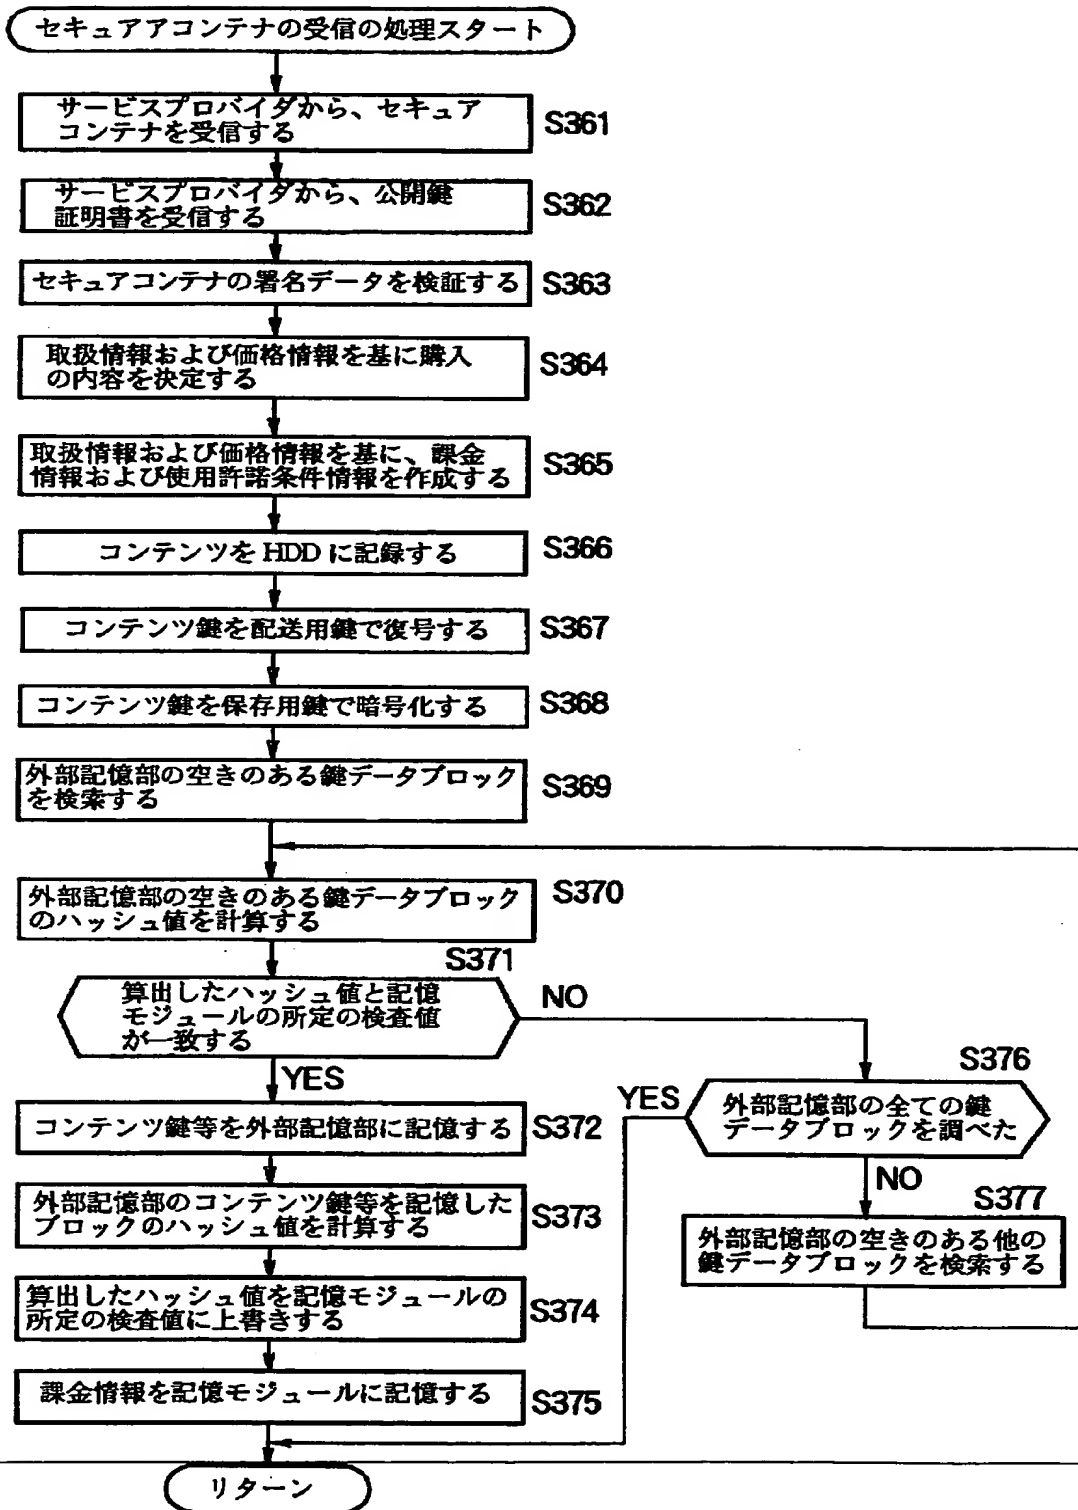 セキュアアコンテナの受信の処理スタート
サービスプロバイダから、セキュア
コンテナを受信する
S361
サービスプロバイダから、公開鍵
証明書を受信する
S362
セキュアコンテナの署名データを検証する
S363
取扱情報および価格情報を基に購入
の内容を決定する
S364
取扱情報および価格情報を基に、課金
情報および使用許諾条件情報を作成する
S365
コンテンツを HDD に記録する
S366
コンテンツ鍵を配送用鍵で復号する
S367
コンテンツ鍵を保存用鍵で暗号化する
S368
外部記憶部の空きのある鍵データブロック
を検索する
S369
外部記憶部の空きのある鍵データブロック
のハッシュ値を計算する
S370
S371
算出したハッシュ値と記憶
モジュールの所定の検査値
が一致する
NO
YES
S376
外部記憶部の全ての鍵
データブロックを調べた
YES
NO
S377
外部記憶部の空きのある他の
鍵データブロックを検索する
コンテンツ鍵等を外部記憶部に記憶する
S372
外部記憶部のコンテンツ鍵等を記憶した
ブロックのハッシュ値を計算する
S373
算出したハッシュ値を記憶モジュールの
所定の検査値に上書きする
S374
課金情報を記憶モジュールに記憶する
S375
リターン